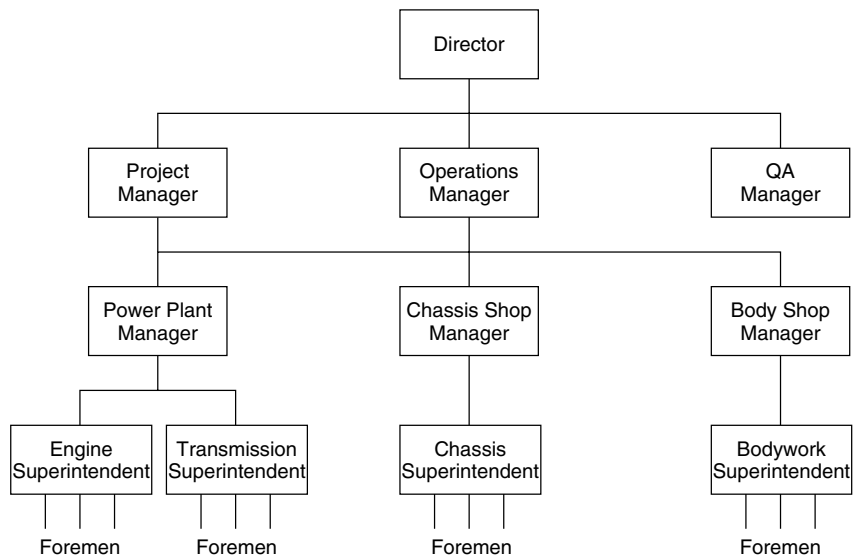 Director
Project
Manager
Operations
Manager
QA
Manager
Power Plant
Manager
Chassis Shop
Manager
Body Shop
Manager
Engine
Superintendent
Transmission
Superintendent
Chassis
Superintendent
Bodywork
Superintendent
Foremen
Foremen
Foremen
Foremen